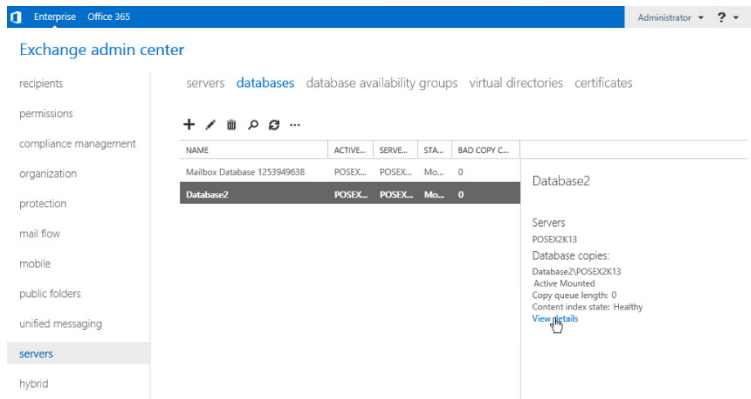 Enterprise Office 365
Administrator ?
Exchange admin center
recipients
permissions
compliance management
organization
protection
mail flow
mobile
public folders
unified messaging
servers
hybrid
servers databases database availability groups virtual directories certificates
NAME ACTIVE... SERVE... STA... BAD COPY C...
Mailbox Database 1253949638 POSEX... POSEX... Mo... 0
Database2 POSEX... POSEX... Mo... 0
Database2
Servers
POSEX2K13
Database copies:
Database2\POSEX2K13
Active Mounted
Copy queue length: 0
Content index state: Healthy
View details